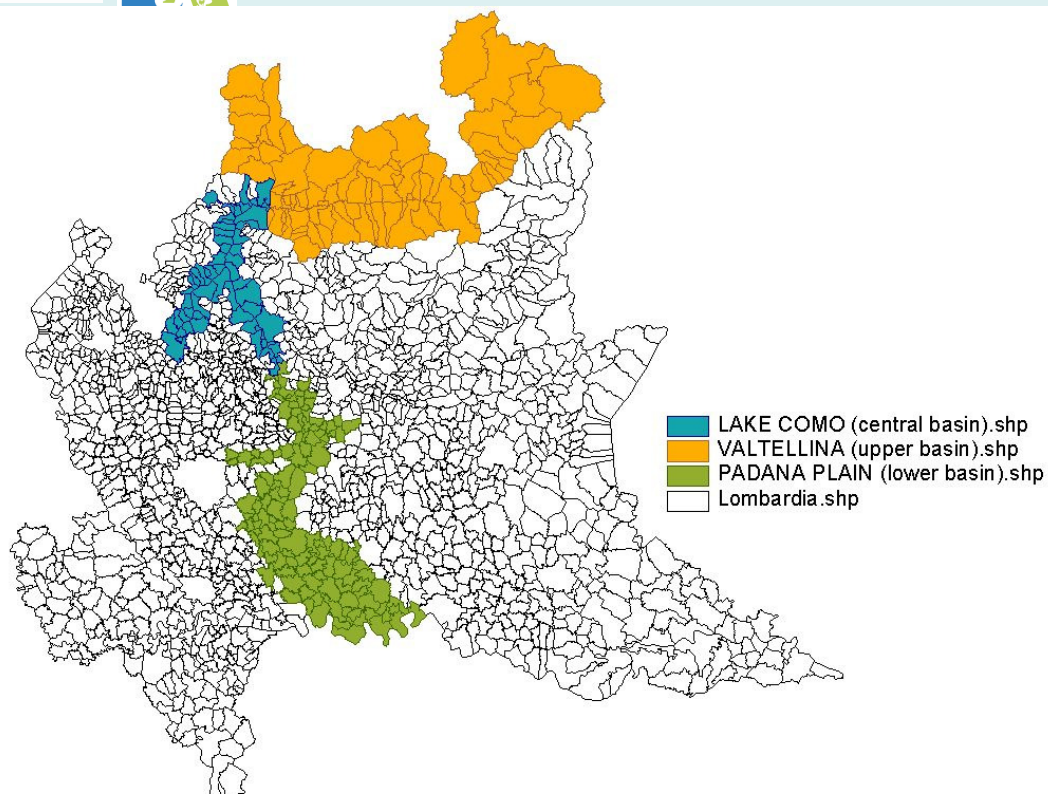 LAKE COMO (central basin).shp
VALTELLINA (upper basin).shp
PADANA PLAIN (lower basin).shp
Lombardia.shp